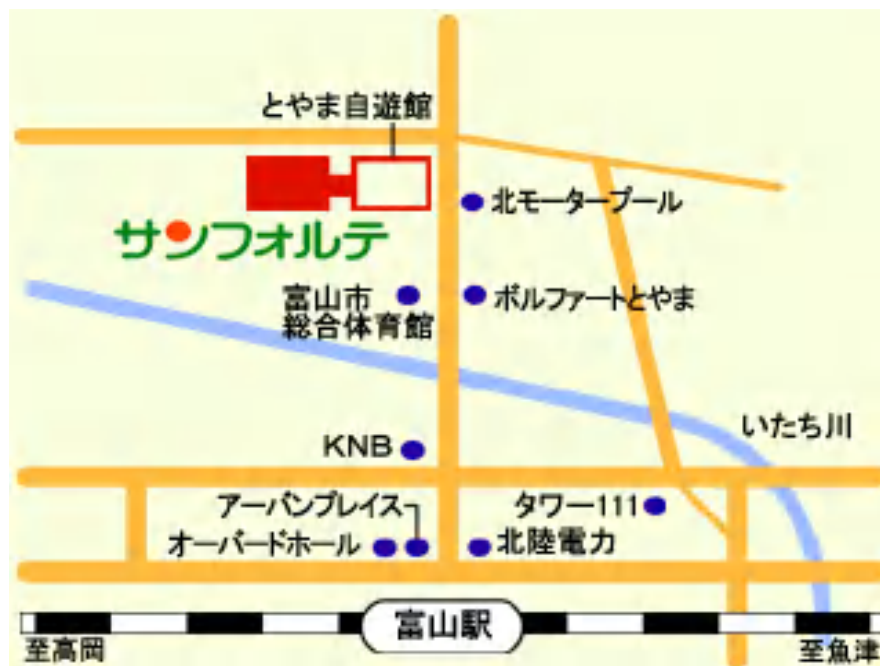 とやま自遊館
北モータープール
サンフォルテ
富山市
総合体育館
ボルファートとやま
いたち川
KNB
アーバンプレイス
タワー111
オーバードホール
北陸電力
富山駅
至高岡
至魚津